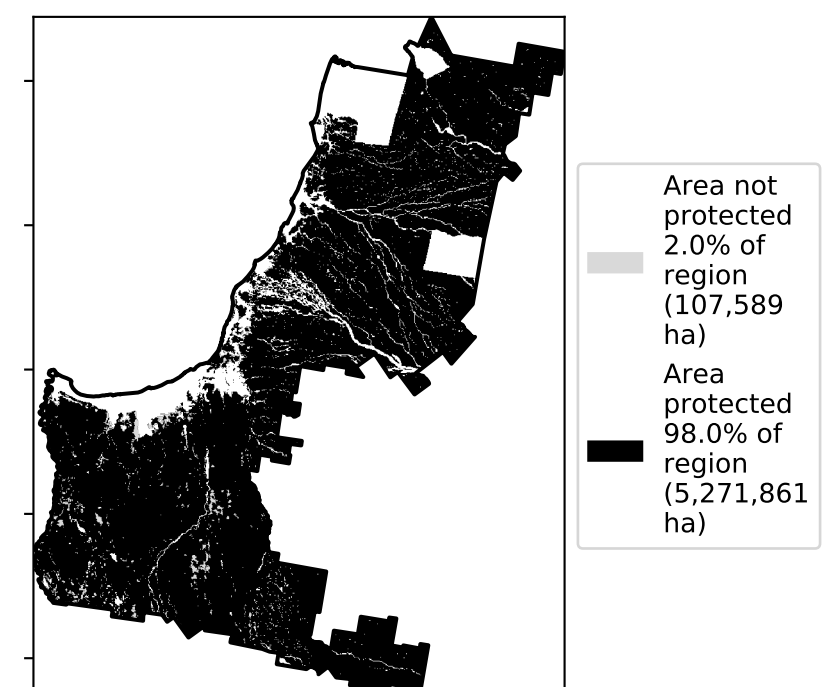 Area not
protected
2.0% of
region
(107,589
ha)
Area
protected
98.0% of
region
(5,271,861
ha)